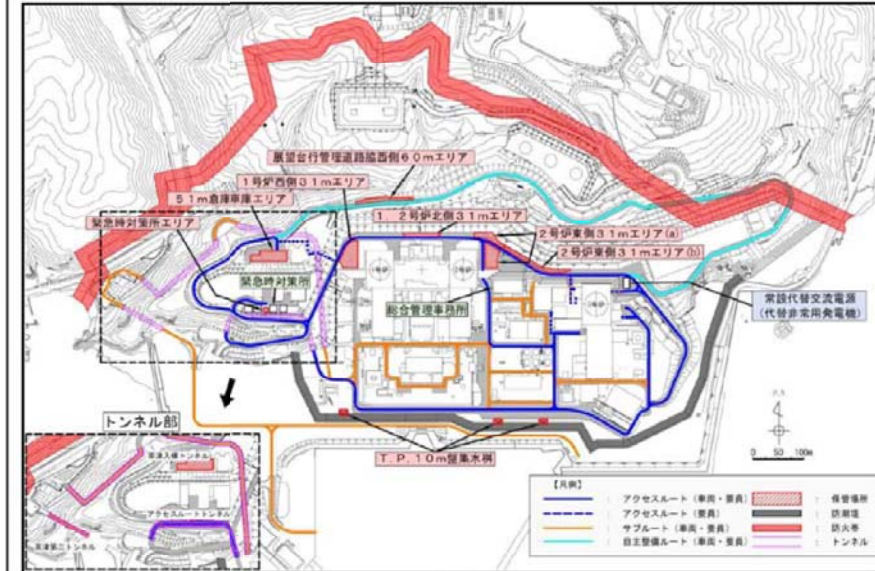 展望台行管理道路脇西側60mエリア
1号炉西側31mエリア
51m倉庫車庫エリア
緊急時対策所エリア
1、2号炉北側31mエリア
2号炉東側31mエリア(a)
2号炉東側31mエリア(b)
緊急時対策所
総合管理事務所
常設代替交流電源
(代替非常用発電機)
トンネル部
アクセスルートトンネル
T.P.10m盤集水桝
0 50 100m
【凡例】
: アクセスルート(車両・要員)
: アクセスルート(要員)
: サブルート(車両・要員)
: 自主整備ルート(車両・要員)
: 保管場所
: 防潮堤
: 防火帯
: トンネル